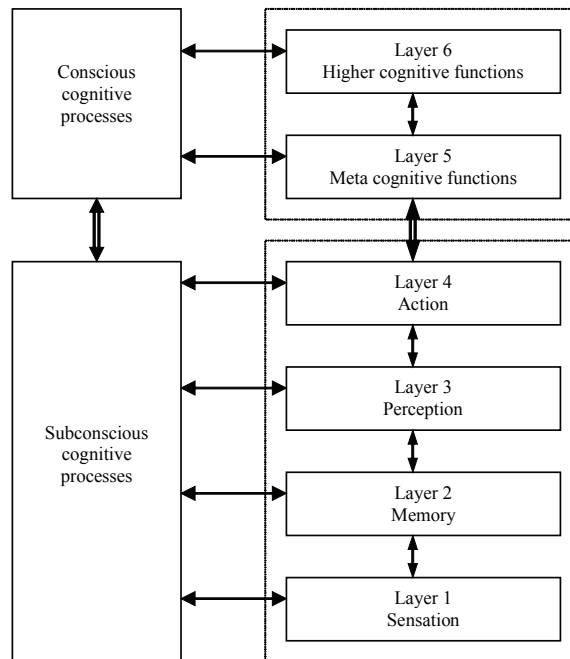 Conscious
cognitive
processes
Layer 6
Higher cognitive functions
Layer 5
Meta cognitive functions
Subconscious
cognitive
processes
Layer 4
Action
Layer 3
Perception
Layer 2
Memory
Layer 1
Sensation